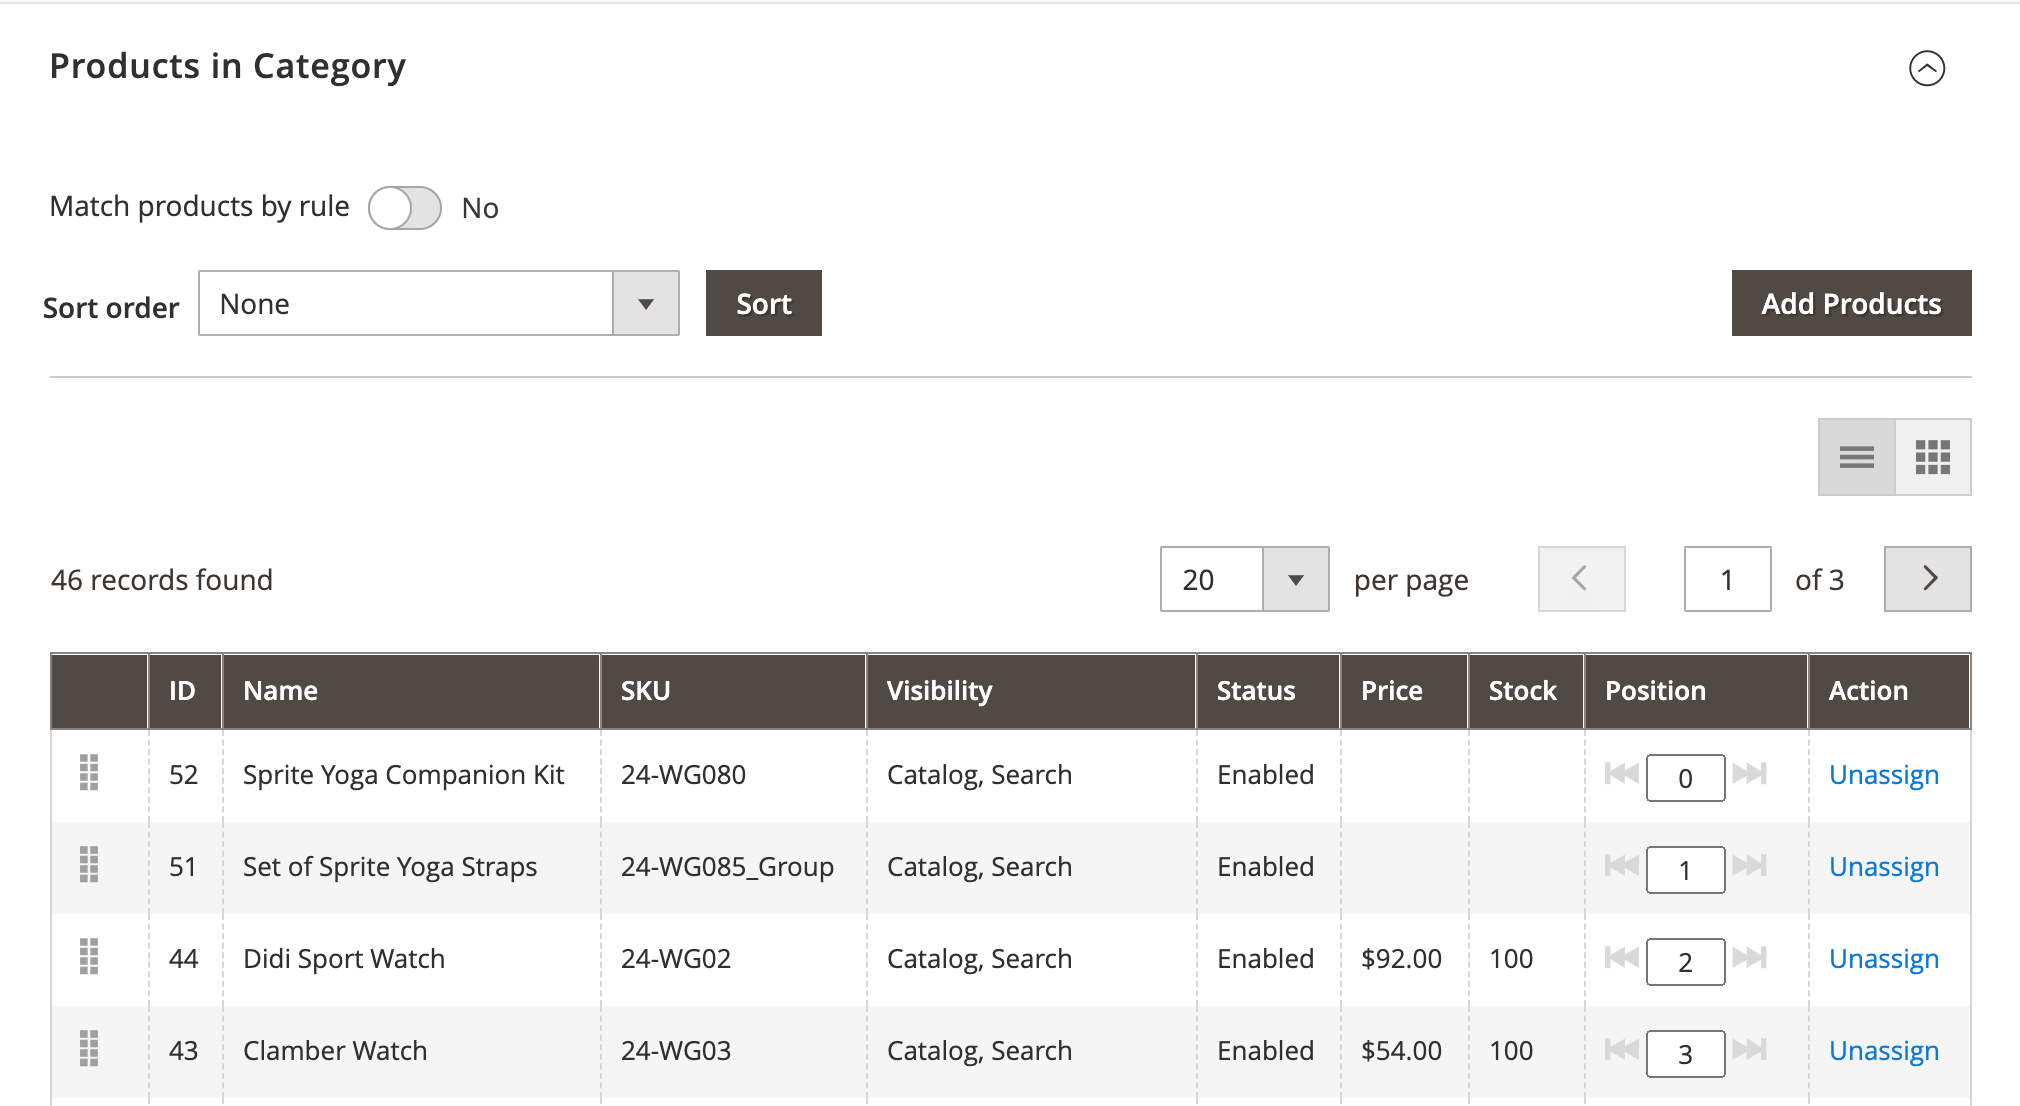 Products in Category
Match products by rule No
Sort order None Sort Add Products
46 records found 20 per page 1 of 3
ID Name SKU Visibility Status Price Stock Position Action
52 Sprite Yoga Companion Kit 24-WG080 Catalog, Search Enabled 0 Unassign
51 Set of Sprite Yoga Straps 24-WG085_Group Catalog, Search Enabled 1 Unassign
44 Didi Sport Watch 24-WG02 Catalog, Search Enabled $92.00 100 2 Unassign
43 Clamber Watch 24-WG03 Catalog, Search Enabled $54.00 100 3 Unassign